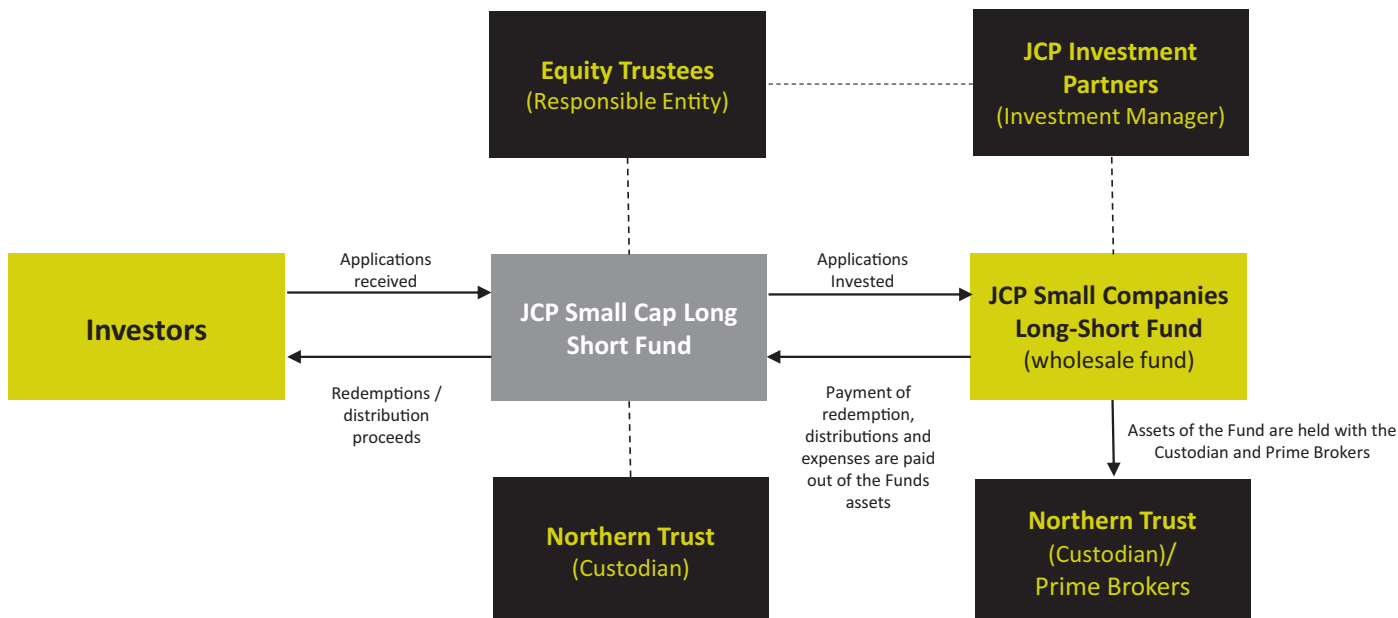 Equity Trustees
(Responsible Entity)
JCP Investment
Partners
(Investment Manager)
Investors
Applications
received
Redemptions /
distribution
proceeds
JCP Small Cap Long
Short Fund
Applications
Invested
Payment of
redemption,
distributions and
expenses are paid
out of the Funds
assets
JCP Small Companies
Long-Short Fund
(wholesale fund)
Assets of the Fund are held with the
Custodian and Prime Brokers
Northern Trust
(Custodian)
Northern Trust
(Custodian)/
Prime Brokers